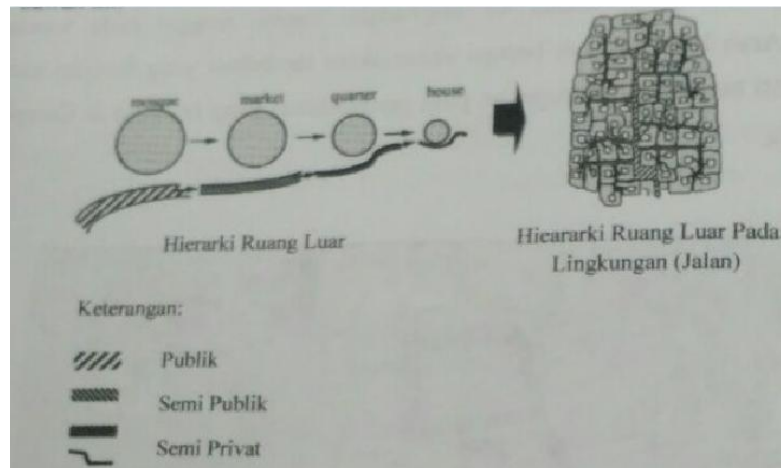 mosque
market
quarter
house
Hierarki Ruang Luar
Hieararki Ruang Luar Pada
Lingkungan (Jalan)
Keterangan:
Publik
Semi Publik
Semi Privat